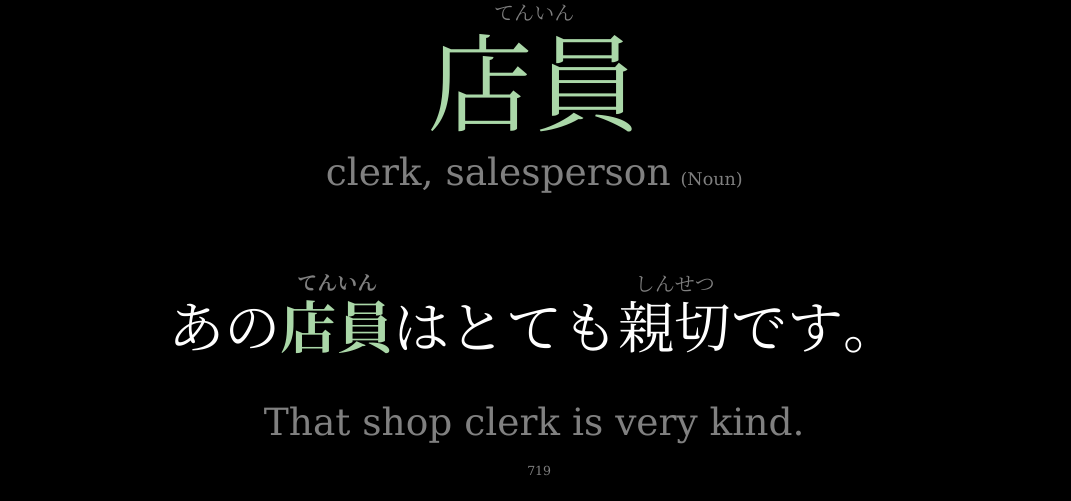 てんいん
店員
clerk, salesperson (Noun)
てんいん しんせつ
あの店員はとても親切です。
That shop clerk is very kind.
719